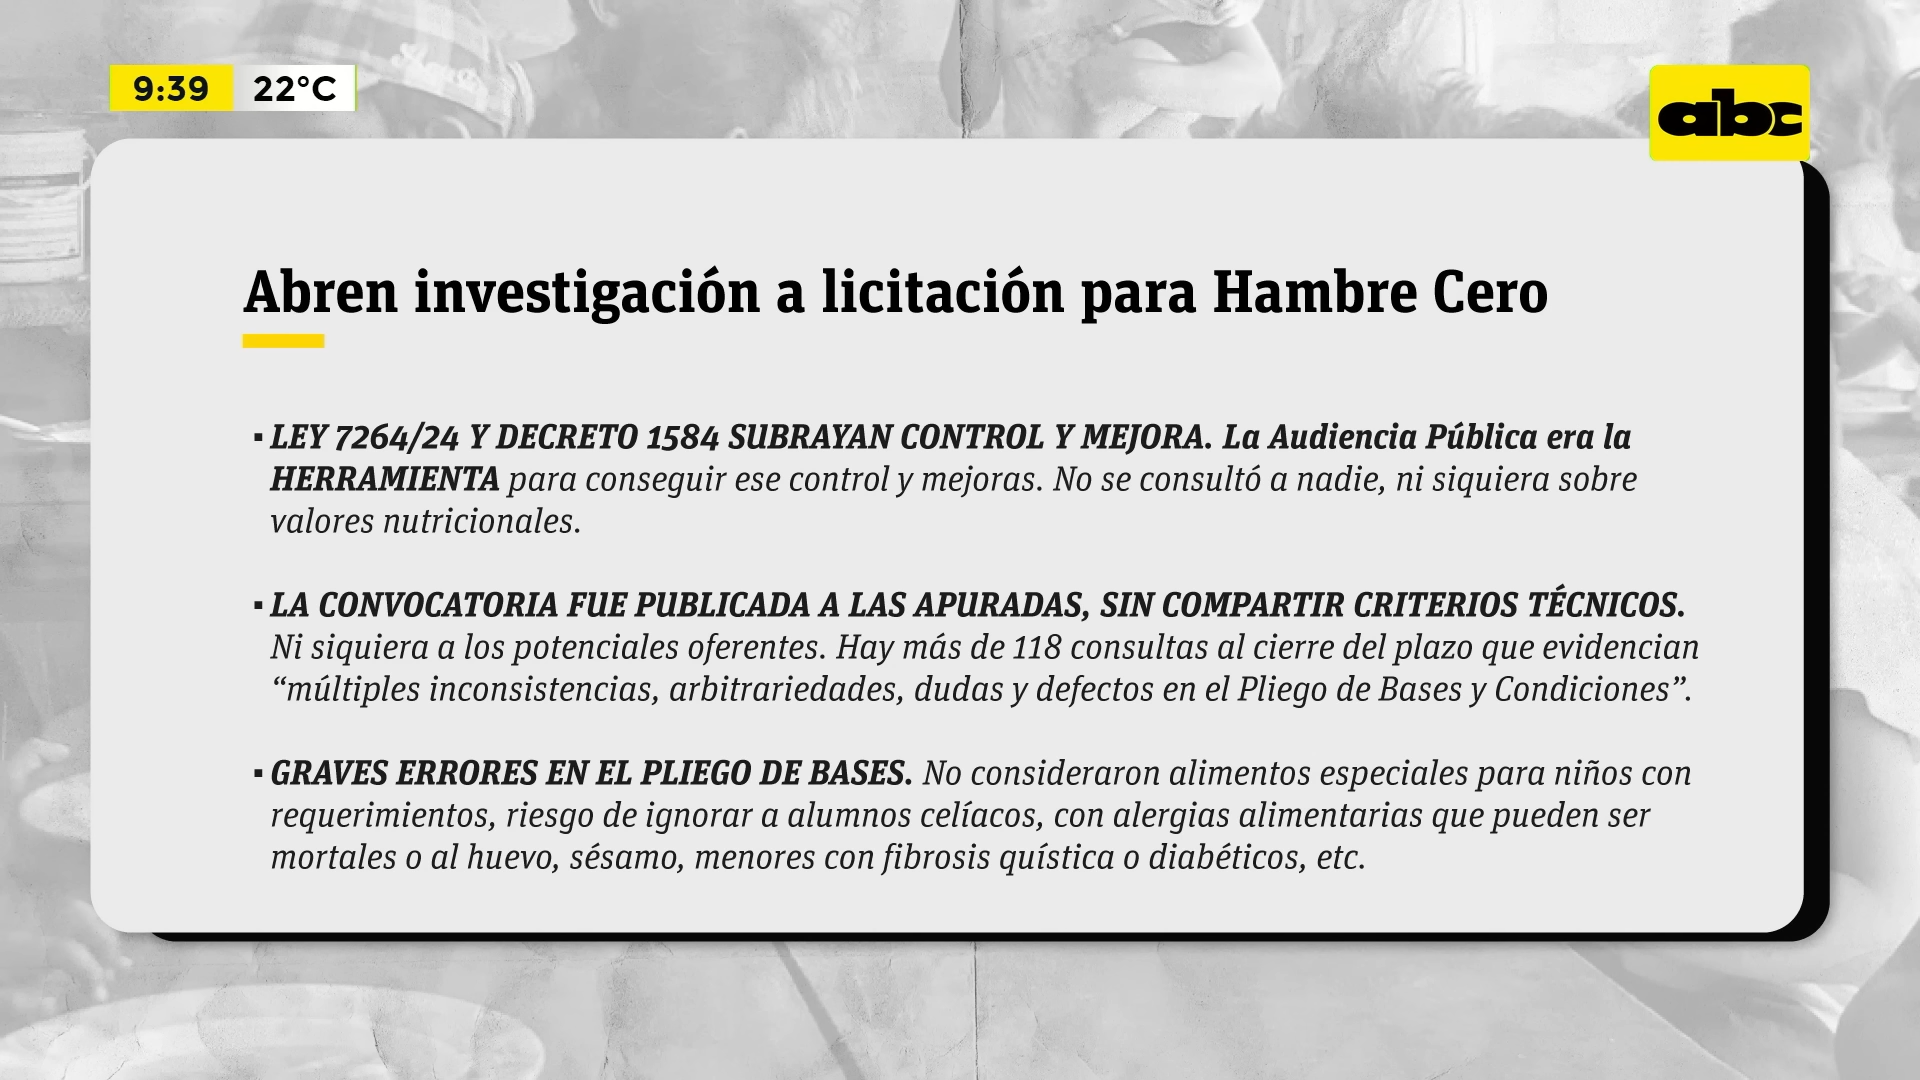 9:39 22°C
abc
Abren investigación a licitación para Hambre Cero
▪ LEY 7264/24 Y DECRETO 1584 SUBRAYAN CONTROL Y MEJORA. La Audiencia Pública era la
HERRAMIENTA para conseguir ese control y mejoras. No se consultó a nadie, ni siquiera sobre
valores nutricionales.
▪ LA CONVOCATORIA FUE PUBLICADA A LAS APURADAS, SIN COMPARTIR CRITERIOS TÉCNICOS.
Ni siquiera a los potenciales oferentes. Hay más de 118 consultas al cierre del plazo que evidencian
“múltiples inconsistencias, arbitrariedades, dudas y defectos en el Pliego de Bases y Condiciones”.
▪ GRAVES ERRORES EN EL PLIEGO DE BASES. No consideraron alimentos especiales para niños con
requerimientos, riesgo de ignorar a alumnos celíacos, con alergias alimentarias que pueden ser
mortales o al huevo, sésamo, menores con fibrosis quística o diabéticos, etc.